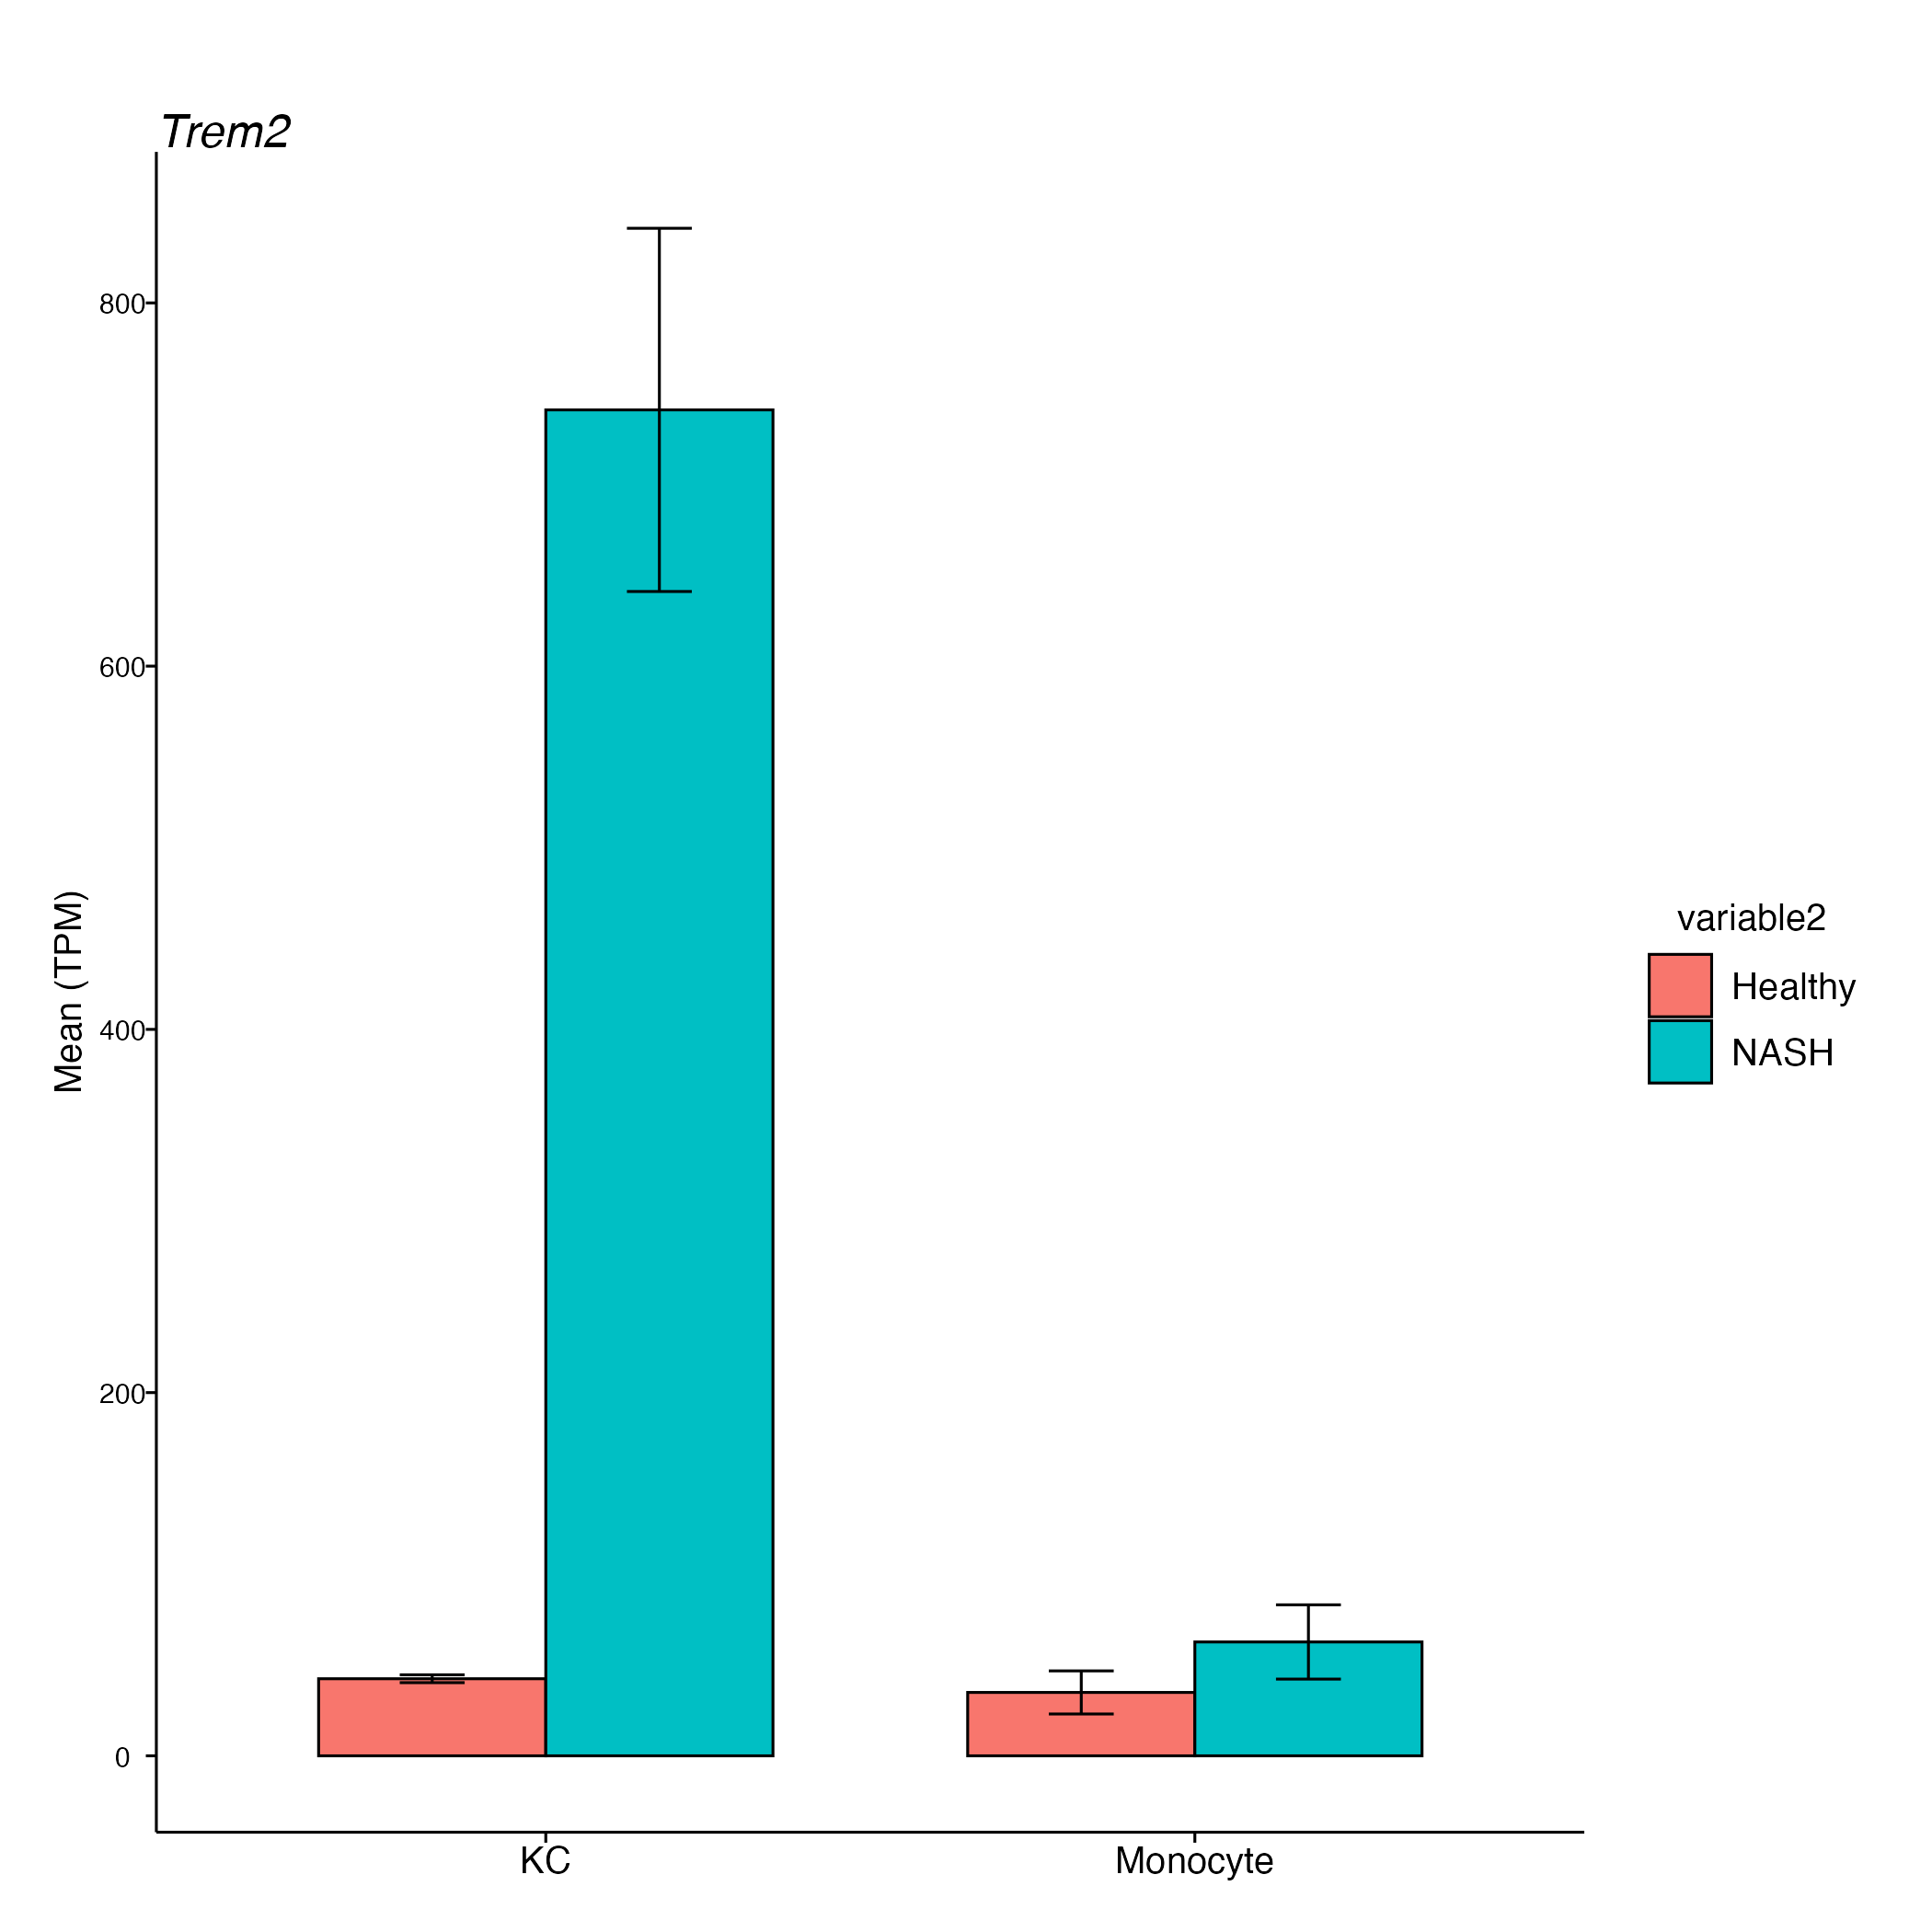 Trem2
800
600
400
200
0
Mean (TPM)
KC
Monocyte
variable2
Healthy
NASH